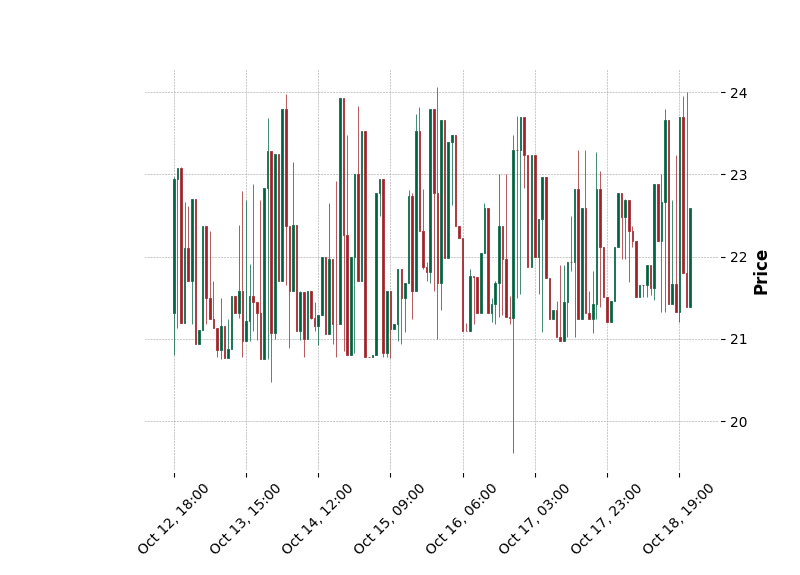 24
23
22
21
20
Price
Oct 12, 18:00
Oct 13, 15:00
Oct 14, 12:00
Oct 15, 09:00
Oct 16, 06:00
Oct 17, 03:00
Oct 17, 23:00
Oct 18, 19:00